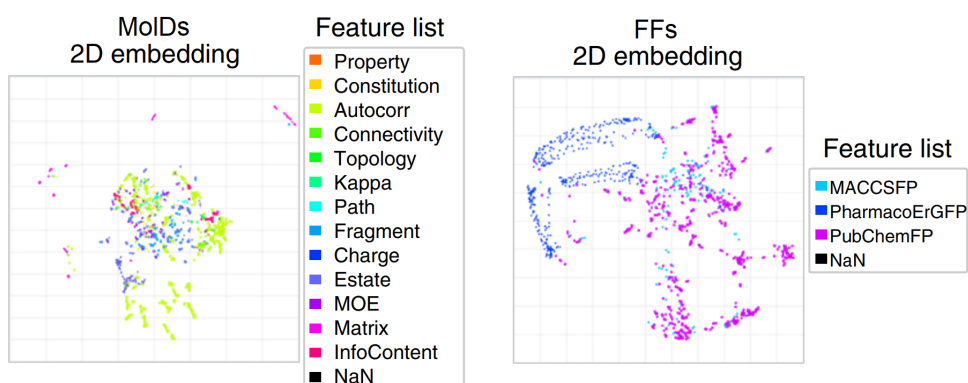 MolDs
2D embedding
Feature list
Property
Constitution
Autocorr
Connectivity
Topology
Kappa
Path
Fragment
Charge
Estate
MOE
Matrix
InfoContent
NaN
FFs
2D embedding
Feature list
MACCSFP
PharmacoErGFP
PubChemFP
NaN